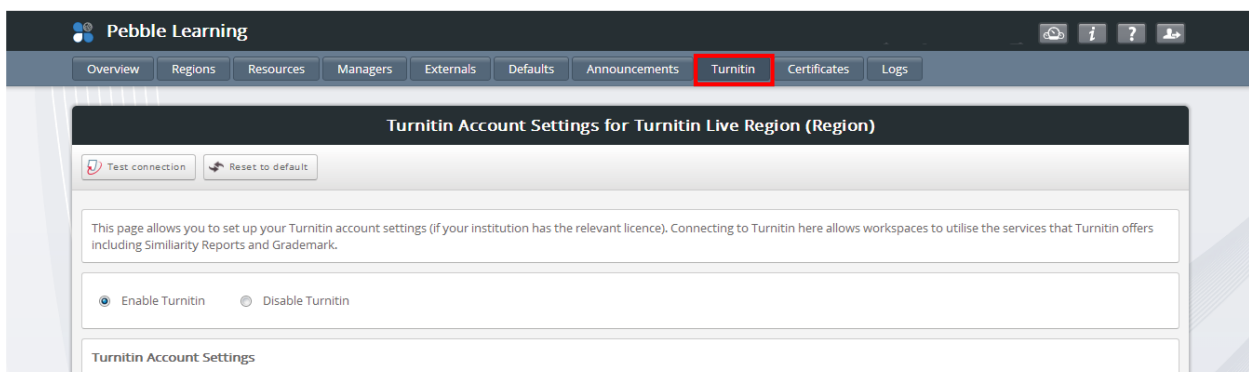 Pebble Learning
i ?
Overview Regions Resources Managers Externals Defaults Announcements Turnitin Certificates Logs
Turnitin Account Settings for Turnitin Live Region (Region)
Test connection Reset to default
This page allows you to set up your Turnitin account settings (if your institution has the relevant licence). Connecting to Turnitin here allows workspaces to utilise the services that Turnitin offers
including Similiarity Reports and Grademark.
Enable Turnitin Disable Turnitin
Turnitin Account Settings